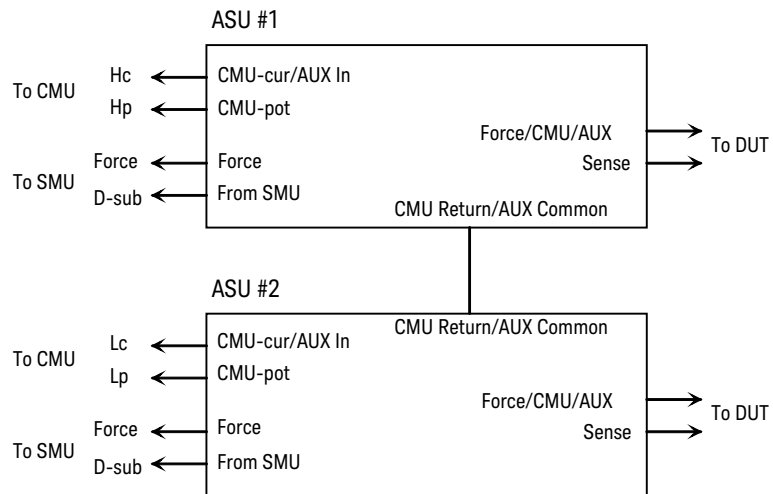 ASU #1
To CMU
Hc
CMU-cur/AUX In
Hp
CMU-pot
Force/CMU/AUX
To DUT
To SMU
Force
Force
Sense
D-sub
From SMU
CMU Return/AUX Common
ASU #2
CMU Return/AUX Common
To CMU
Lc
CMU-cur/AUX In
Lp
CMU-pot
Force/CMU/AUX
To DUT
To SMU
Force
Force
Sense
D-sub
From SMU